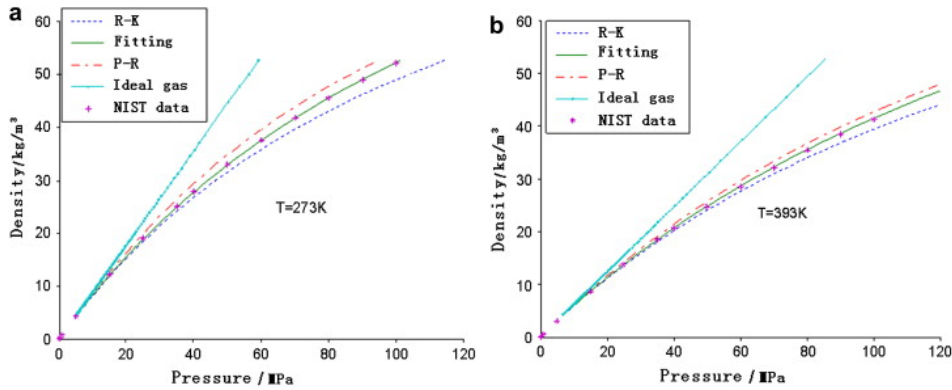 a
60
50
40
30
20
10
0
Density/kg/m³
R-K
Fitting
P-R
Ideal gas
NIST data
T=273K
0 20 40 60 80 100 120
Pressure /MPa
b
60
50
40
30
20
10
0
Density/kg/m³
R-K
Fitting
P-R
Ideal gas
NIST data
T=393K
0 20 40 60 80 100 120
Pressure /MPa